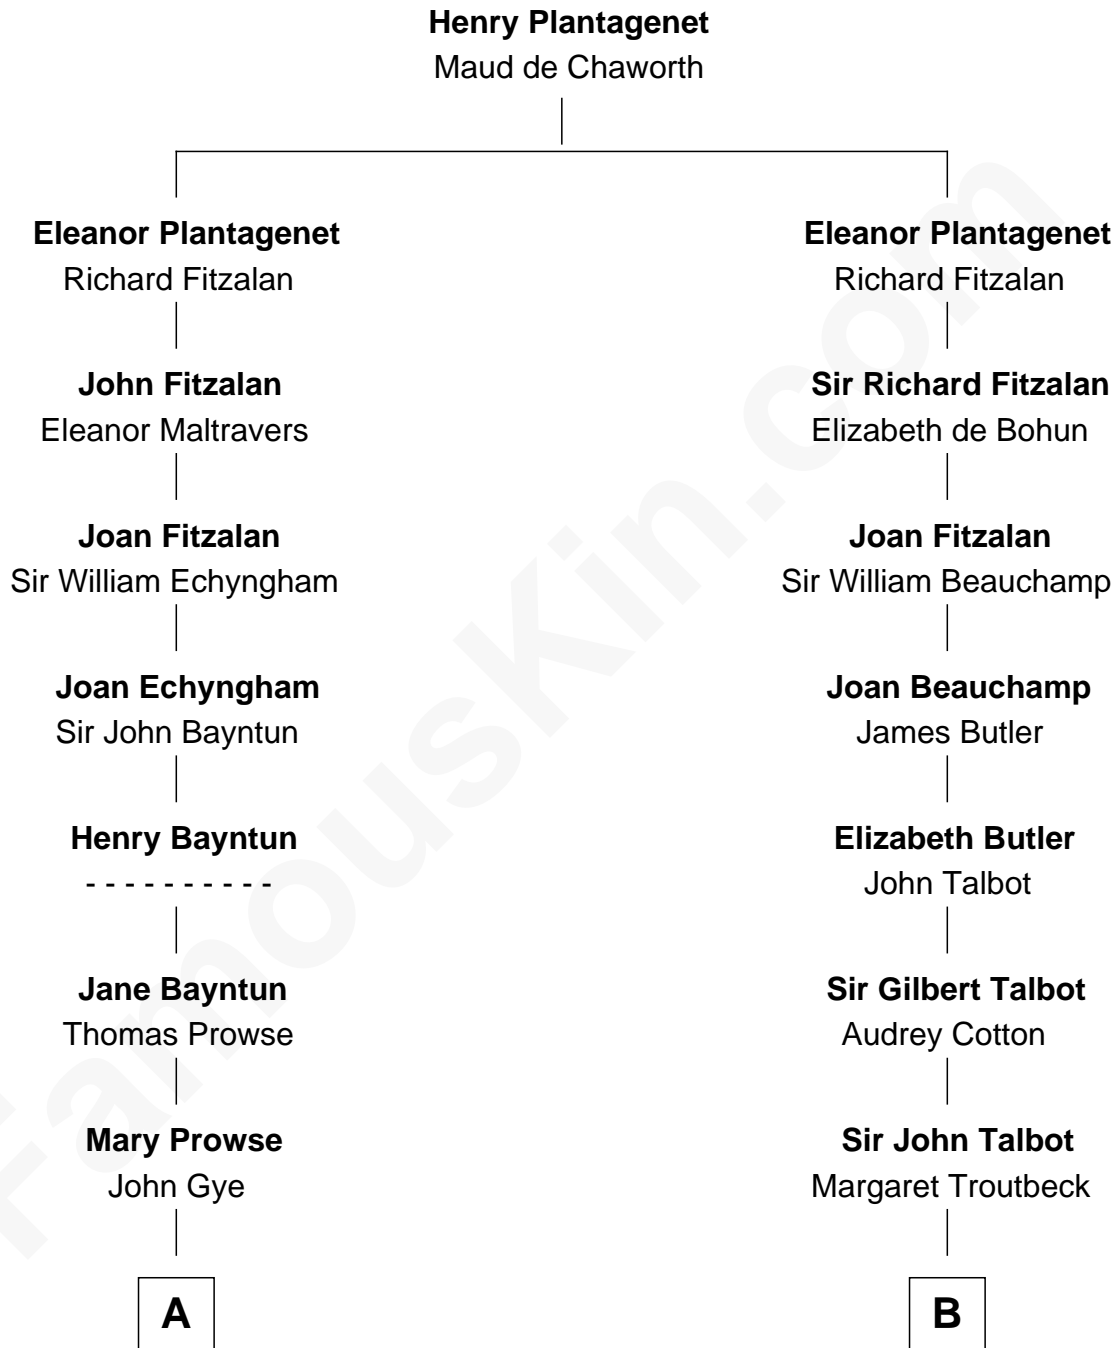 Henry Plantagenet
Maud de Chaworth
Eleanor Plantagenet
Richard Fitzalan
John Fitzalan
Eleanor Maltravers
Joan Fitzalan
Sir William Echyngham
Joan Echyngham
Sir John Bayntun
Henry Bayntun
- - - - - - - - - -
Jane Bayntun
Thomas Prowse
Mary Prowse
John Gye
A
Eleanor Plantagenet
Richard Fitzalan
Sir Richard Fitzalan
Elizabeth de Bohun
Joan Fitzalan
Sir William Beauchamp
Joan Beauchamp
James Butler
Elizabeth Butler
John Talbot
Sir Gilbert Talbot
Audrey Cotton
Sir John Talbot
Margaret Troutbeck
B
FamousKin.com